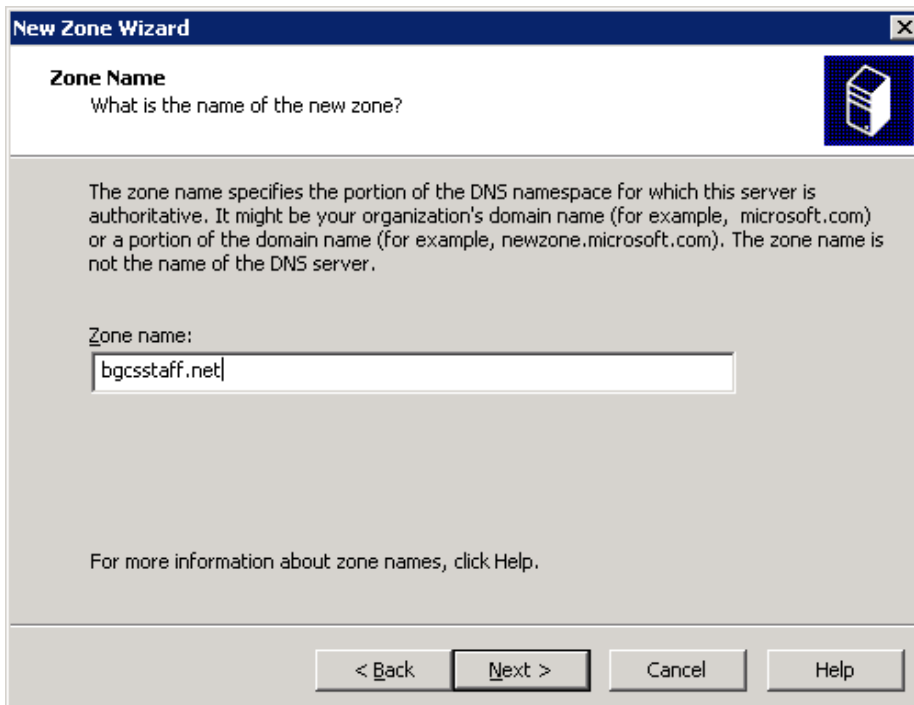 New Zone Wizard
Zone Name
What is the name of the new zone?
The zone name specifies the portion of the DNS namespace for which this server is
authoritative. It might be your organization's domain name (for example,  microsoft.com)
or a portion of the domain name (for example, newzone.microsoft.com). The zone name is
not the name of the DNS server.
Zone name:
bgcsstaff.net
For more information about zone names, click Help.
< Back
Next >
Cancel
Help